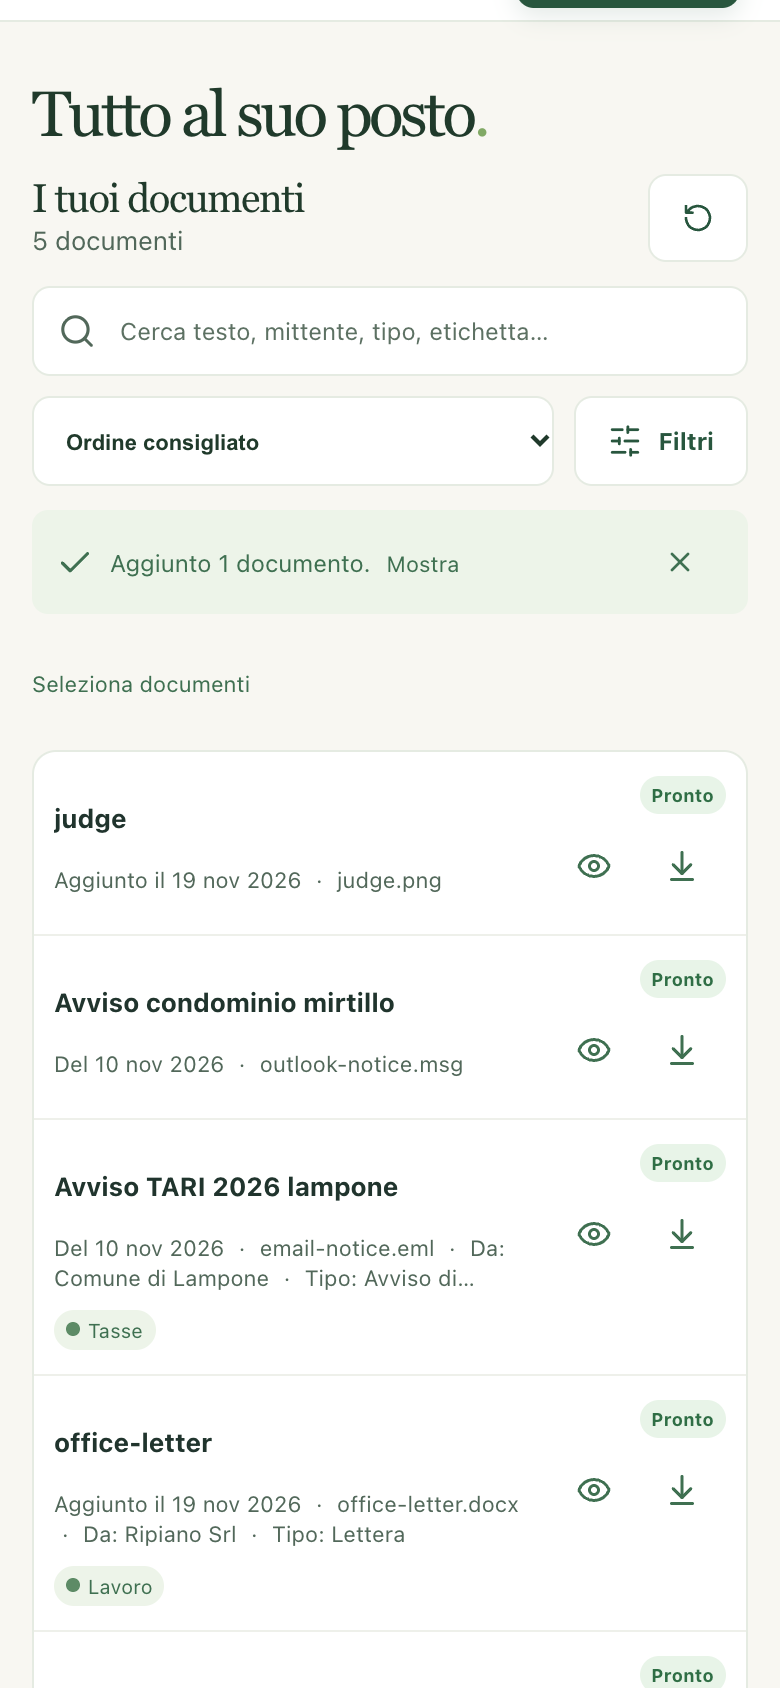 Tutto al suo posto.
I tuoi documenti
5 documenti
Cerca testo, mittente, tipo, etichetta...
Ordine consigliato
Filtri
Aggiunto 1 documento. Mostra
Seleziona documenti
Pronto
judge
Aggiunto il 19 nov 2026 · judge.png
Pronto
Avviso condominio mirtillo
Del 10 nov 2026 · outlook-notice.msg
Pronto
Avviso TARI 2026 lampone
Del 10 nov 2026 · email-notice.eml · Da:
Comune di Lampone · Tipo: Avviso di...
Tasse
Pronto
office-letter
Aggiunto il 19 nov 2026 · office-letter.docx
· Da: Ripiano Srl · Tipo: Lettera
Lavoro
Pronto